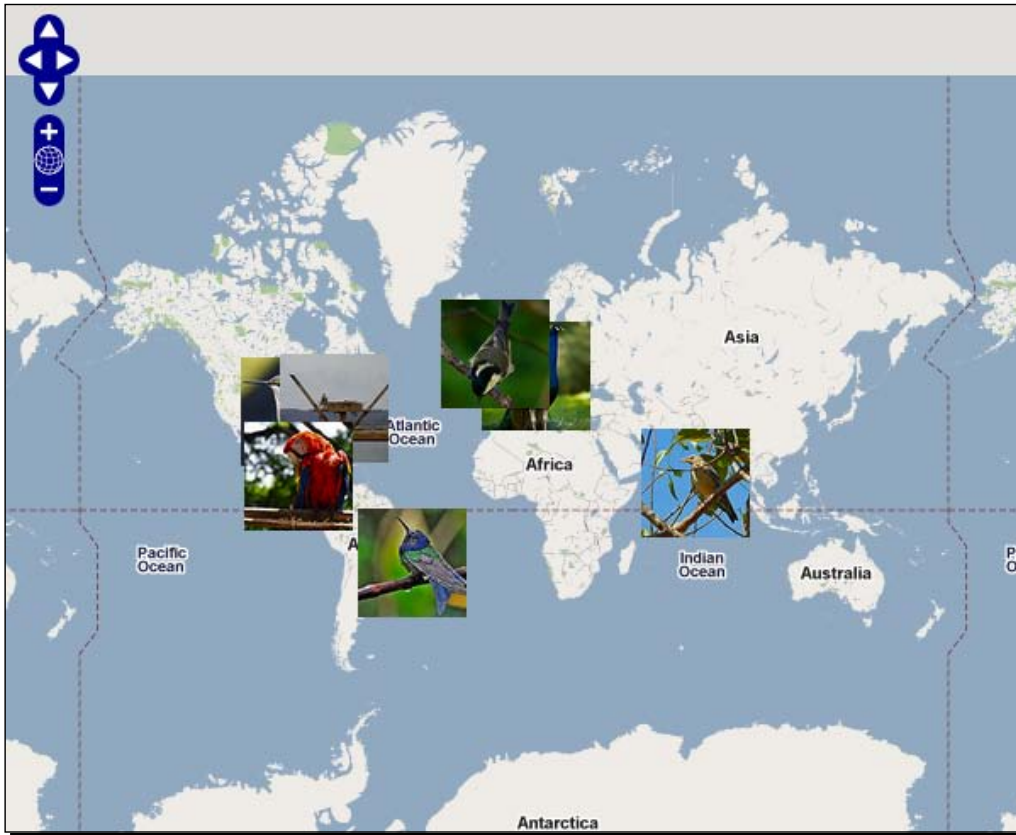 Asia
Atlantic
Ocean
Africa
A
Pacific
Ocean
Indian
Ocean
Australia
P
O
Antarctica